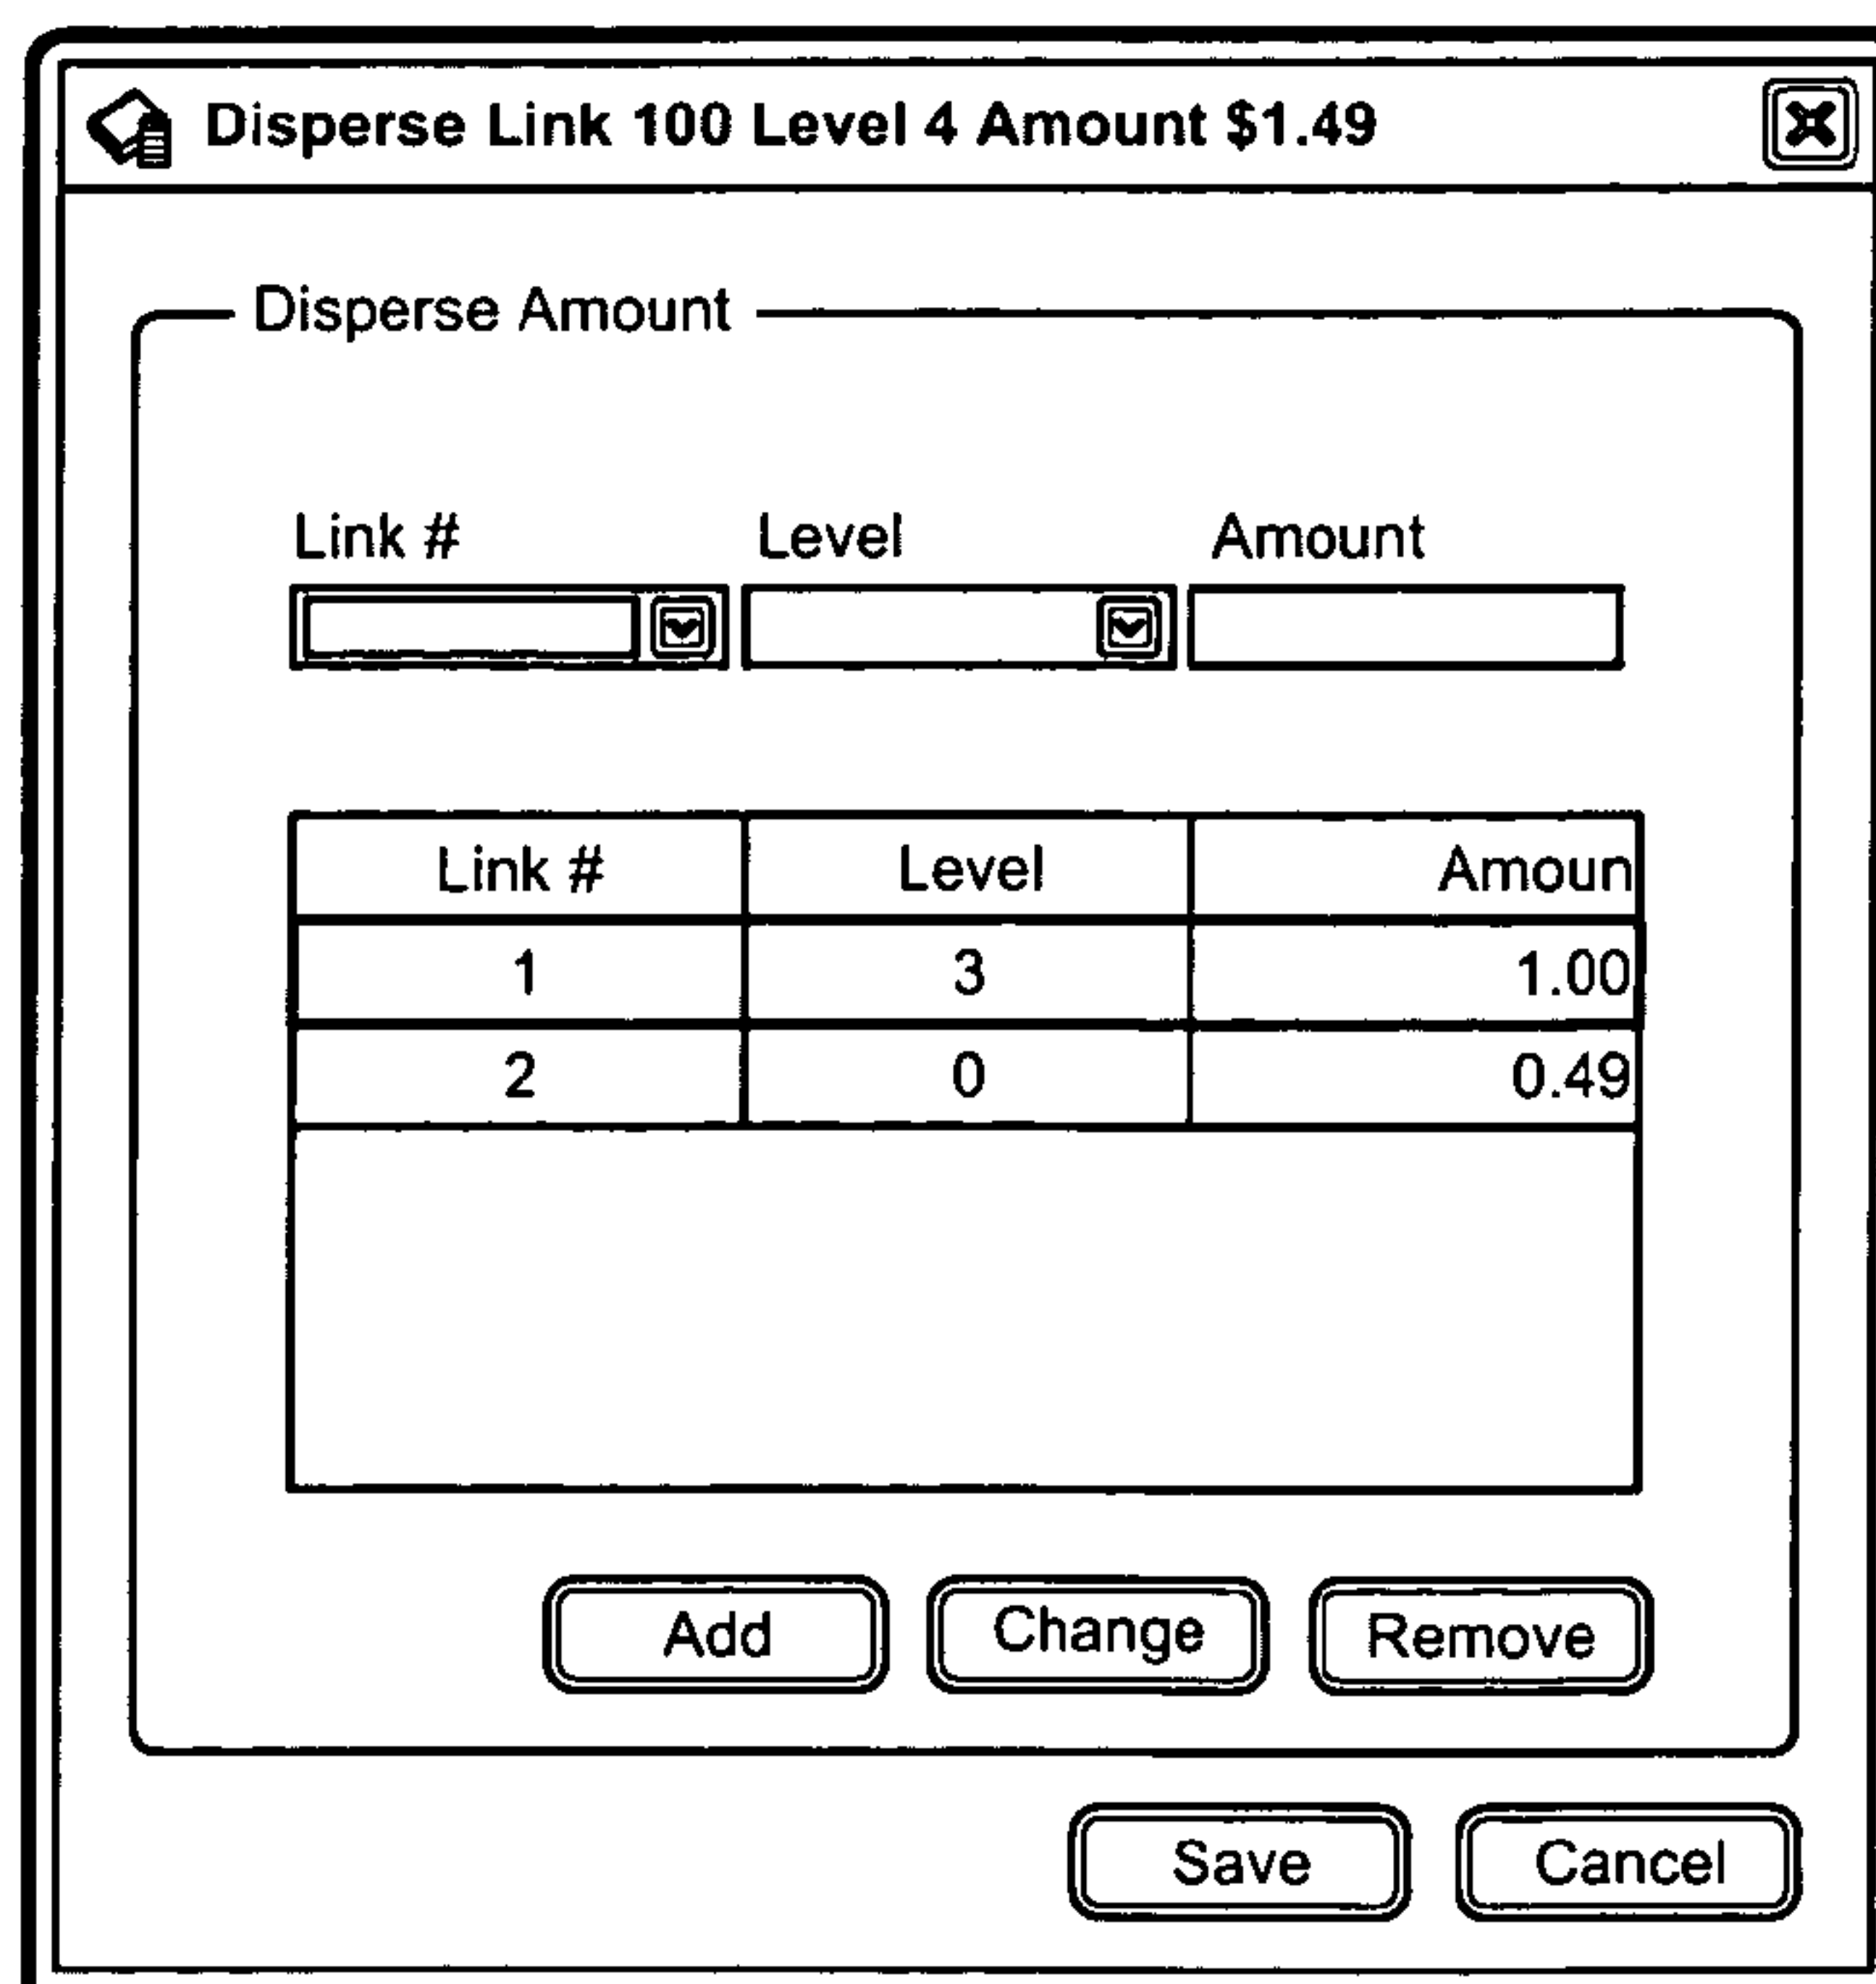 Disperse Link 100 Level 4 Amount $1.49
Disperse Amount
Link # Level Amount
Link # Level Amoun
1 3 1.00
2 0 0.49
Add Change Remove
Save Cancel